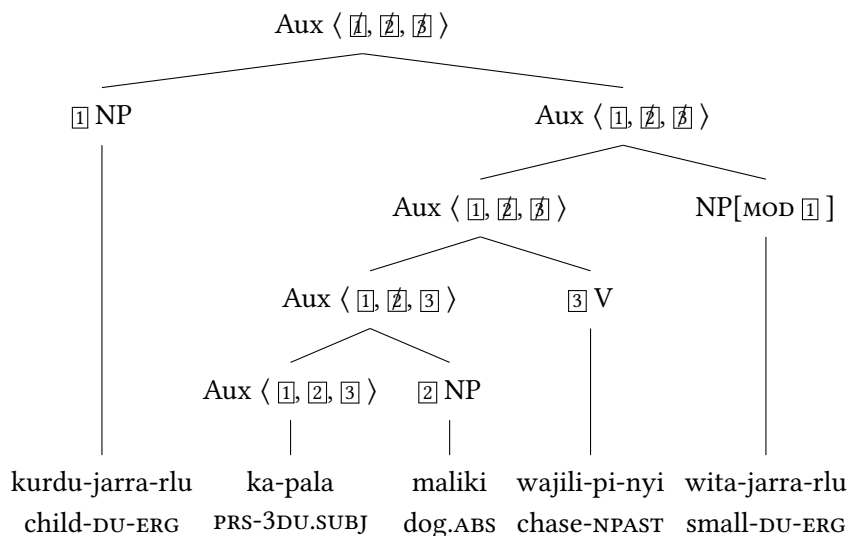 Aux ⟨ 1̸, 2̸, 3̸ ⟩
1 NP Aux ⟨ 1, 2̸, 3̸ ⟩
Aux ⟨ 1, 2̸, 3̸ ⟩ NP[MOD 1 ]
Aux ⟨ 1, 2̸, 3 ⟩ 3 V
Aux ⟨ 1, 2, 3 ⟩ 2 NP
kurdu-jarra-rlu ka-pala maliki wajili-pi-nyi wita-jarra-rlu
child-DU-ERG PRS-3DU.SUBJ dog.ABS chase-NPAST small-DU-ERG